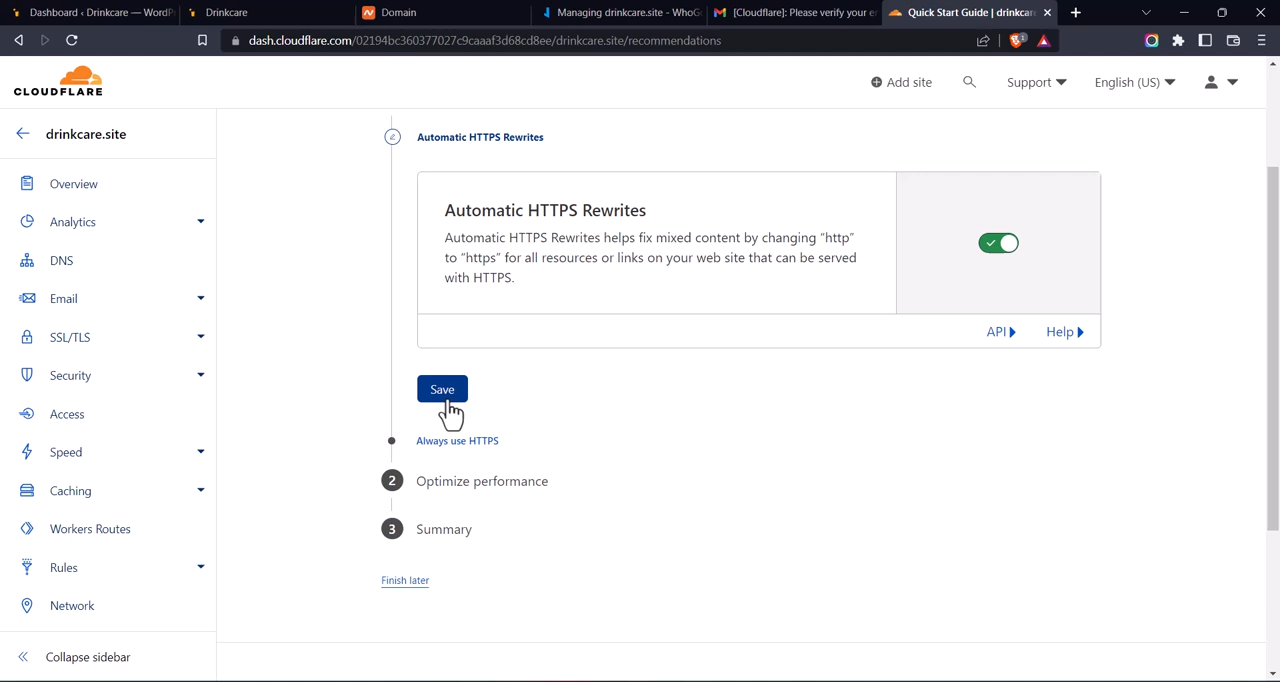 Dashboard ‹ Drinkcare — WordP
Drinkcare
Domain
Managing drinkcare.site - WhoG
[Cloudflare]: Please verify your e
Quick Start Guide | drinkcar
dash.cloudflare.com/02194bc360377027c9caaaf3d68cd8ee/drinkcare.site/recommendations
1
CLOUDFLARE
Add site
Support
English (US)
drinkcare.site
Overview
Analytics
DNS
Email
SSL/TLS
Security
Access
Speed
Caching
Workers Routes
Rules
Network
Collapse sidebar
Automatic HTTPS Rewrites
Automatic HTTPS Rewrites
Automatic HTTPS Rewrites helps fix mixed content by changing “http”
to “https” for all resources or links on your web site that can be served
with HTTPS.
API
Help
Save
Always use HTTPS
2 Optimize performance
3 Summary
Finish later